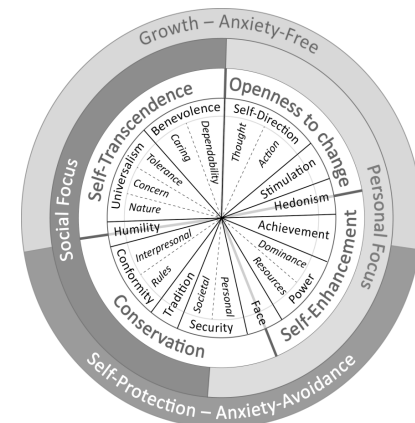 Growth – Anxiety-Free
Social Focus
Personal Focus
Self-Protection – Anxiety-Avoidance
Self-Transcendence
Openness to change
Self-Enhancement
Conservation
Benevolence
Dependability
Caring
Universalism
Tolerance
Concern
Nature
Humility
Conformity
Interpresonal
Rules
Tradition
Security
Societal
Personal
Face
Power
Resources
Dominance
Achievement
Hedonism
Stimulation
Self-Direction
Action
Thought